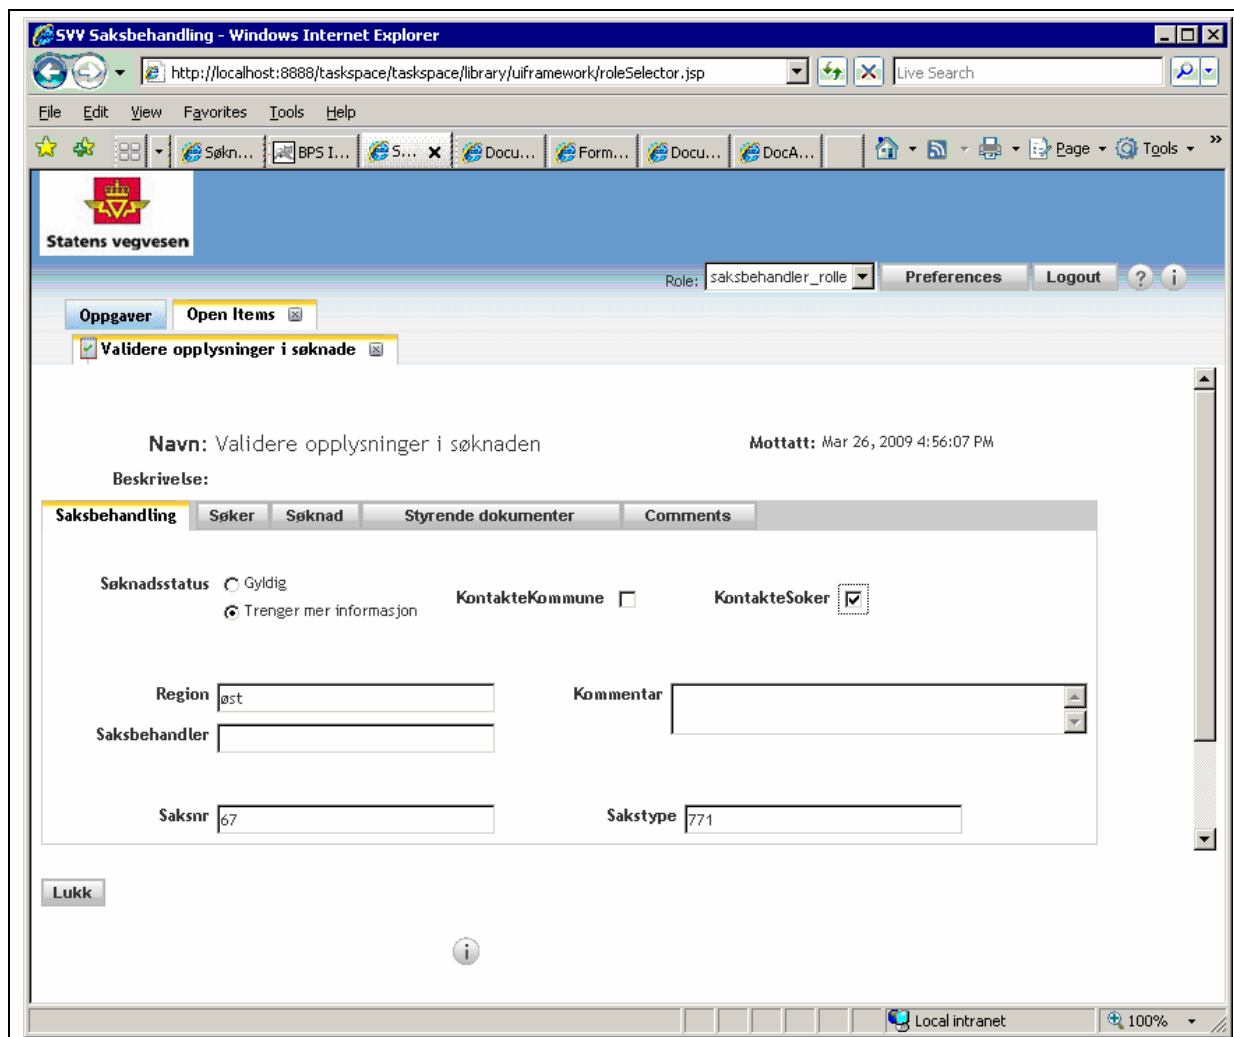 SVV Saksbehandling - Windows Internet Explorer
http://localhost:8888/taskspace/taskspace/library/uiframework/roleSelector.jsp
Live Search
File Edit View Favorites Tools Help
Søkn... BPS I... S... Docu... Form... Docu... DocA... Page Tools »
Statens vegvesen
Role: saksbehandler_rolle Preferences Logout ? i
Oppgaver Open Items
Validere opplysninger i søknade
Navn: Validere opplysninger i søknaden Mottatt: Mar 26, 2009 4:56:07 PM
Beskrivelse:
Saksbehandling Søker Søknad Styrende dokumenter Comments
Søknadsstatus Gyldig
Trenger mer informasjon
KontakteKommune KontakteSoker
Region øst Kommentar
Saksbehandler
Saksnr 67 Sakstype 771
Lukk
i
Local intranet 100%